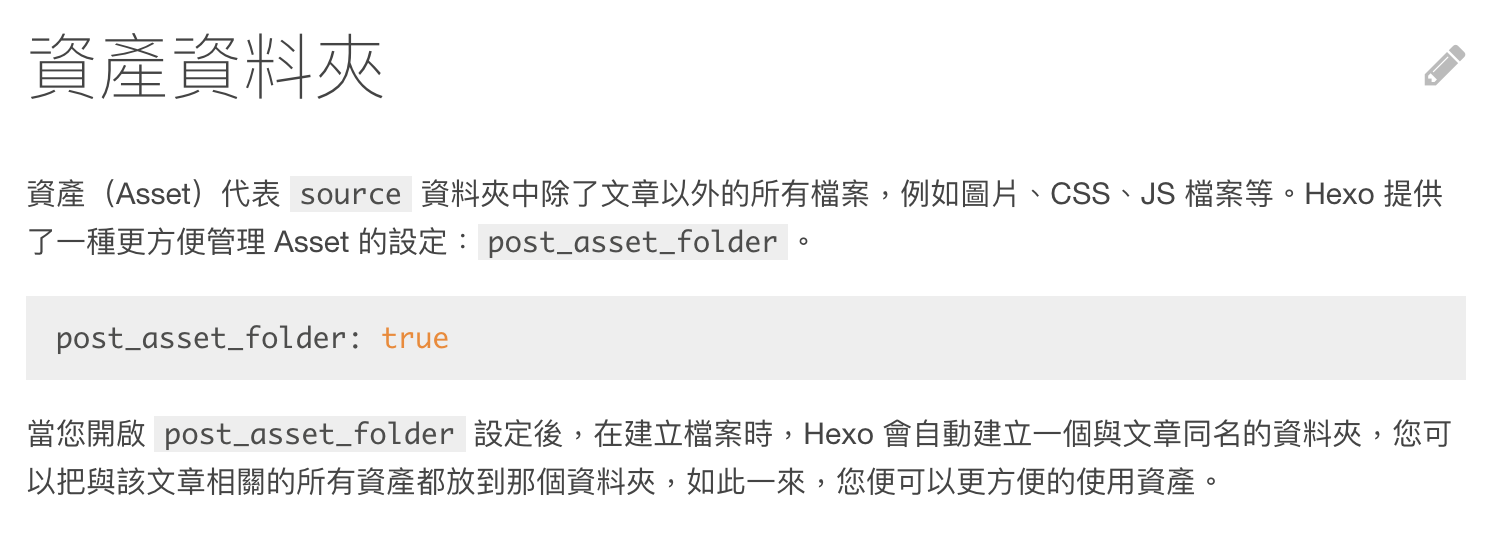 資產資料夾
資產（Asset）代表 source 資料夾中除了文章以外的所有檔案，例如圖片、CSS、JS 檔案等。Hexo 提供
了一種更方便管理 Asset 的設定：post_asset_folder。
post_asset_folder: true
當您開啟 post_asset_folder 設定後，在建立檔案時，Hexo 會自動建立一個與文章同名的資料夾，您可
以把與該文章相關的所有資產都放到那個資料夾，如此一來，您便可以更方便的使用資產。